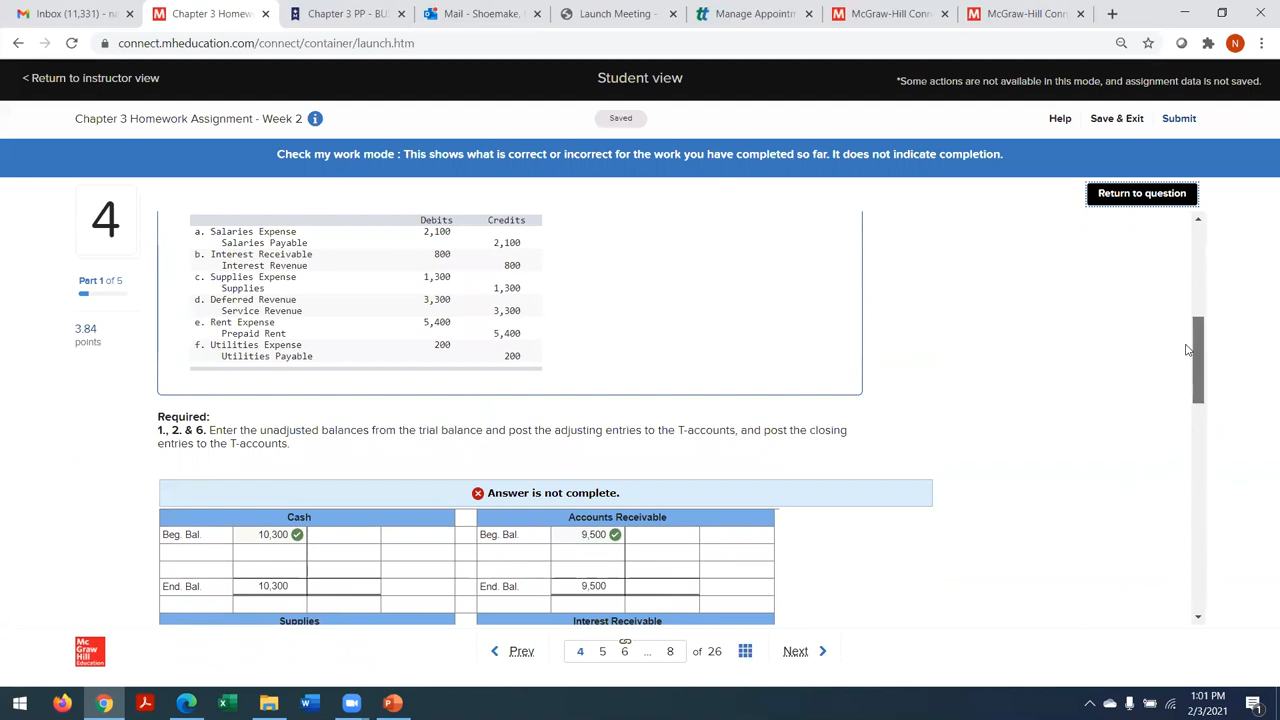 Inbox (11,331) - na
Chapter 3 Homew
Chapter 3 PP - BUS
Mail - Shoemake,
Launch Meeting -
Manage Appointm
McGraw-Hill Conn
McGraw-Hill Conn
connect.mheducation.com/connect/container/launch.htm
N
< Return to instructor view
Student view
*Some actions are not available in this mode, and assignment data is not saved.
Chapter 3 Homework Assignment - Week 2
Saved
Help Save & Exit Submit
Check my work mode : This shows what is correct or incorrect for the work you have completed so far. It does not indicate completion.
Return to question
4
Part 1 of 5
3.84
points
Debits Credits
a. Salaries Expense 2,100
Salaries Payable 2,100
b. Interest Receivable 800
Interest Revenue 800
c. Supplies Expense 1,300
Supplies 1,300
d. Deferred Revenue 3,300
Service Revenue 3,300
e. Rent Expense 5,400
Prepaid Rent 5,400
f. Utilities Expense 200
Utilities Payable 200
Required:
1., 2. & 6. Enter the unadjusted balances from the trial balance and post the adjusting entries to the T-accounts, and post the closing
entries to the T-accounts.
Answer is not complete.
Cash Accounts Receivable
Beg. Bal. 10,300 Beg. Bal. 9,500
End. Bal. 10,300 End. Bal. 9,500
Supplies Interest Receivable
Mc
Graw
Hill
Education
Prev 4 5 6 ... 8 of 26 Next
1:01 PM
2/3/2021
1